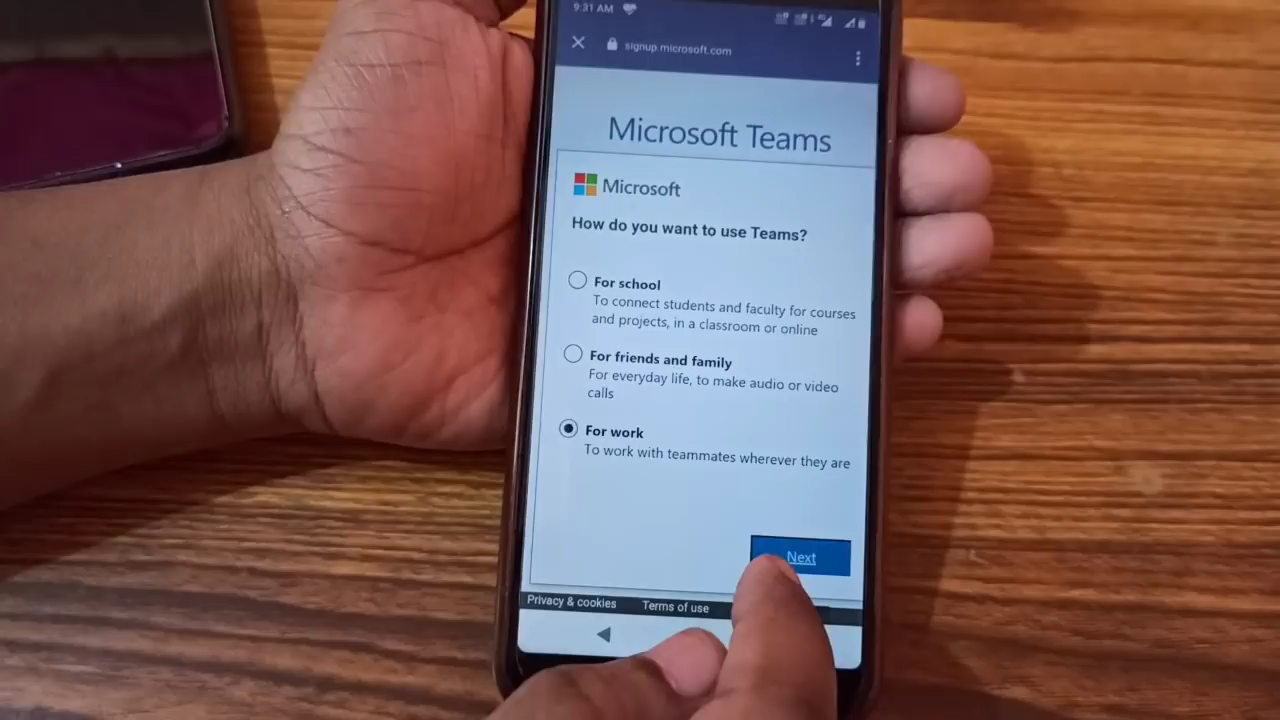 9:31 AM
signup.microsoft.com
Microsoft Teams
Microsoft
How do you want to use Teams?
For school
To connect students and faculty for courses
and projects, in a classroom or online
For friends and family
For everyday life, to make audio or video
calls
For work
To work with teammates wherever they are
Next
Privacy & cookies Terms of use